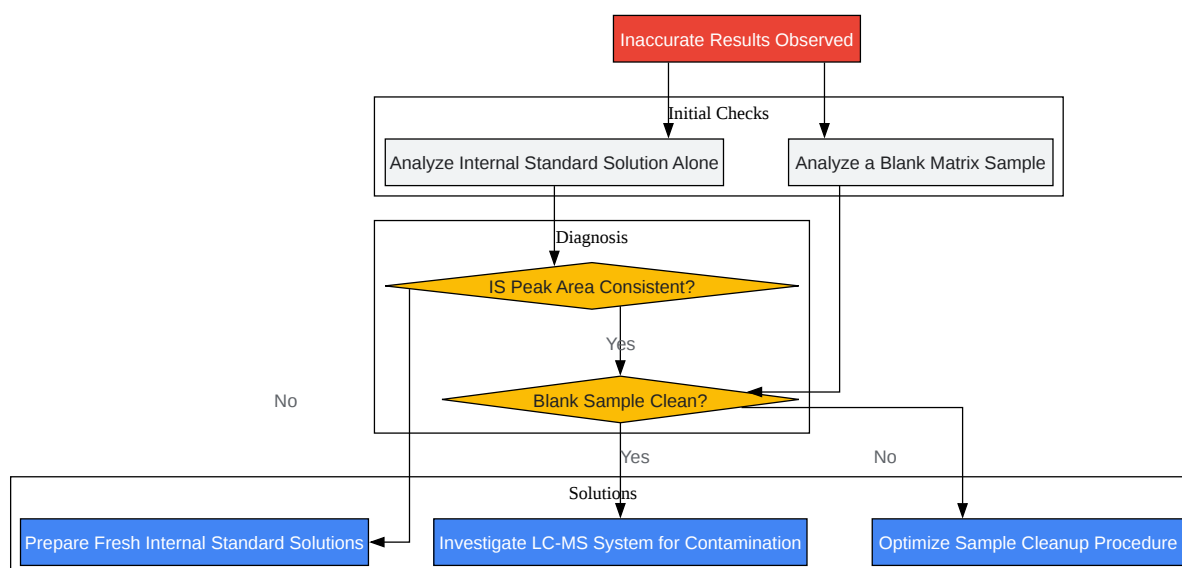 Inaccurate Results Observed
Initial Checks
Analyze Internal Standard Solution Alone
Analyze a Blank Matrix Sample
Diagnosis
IS Peak Area Consistent?
Yes
Blank Sample Clean?
No
Yes
No
Solutions
Prepare Fresh Internal Standard Solutions
Investigate LC-MS System for Contamination
Optimize Sample Cleanup Procedure